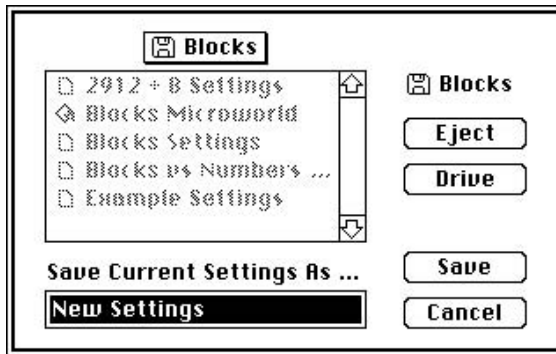 Blocks
2912 ÷ 8 Settings
Blocks Microworld
Blocks Settings
Blocks vs Numbers ...
Example Settings
Save Current Settings As ...
New Settings
Blocks
Eject
Drive
Save
Cancel